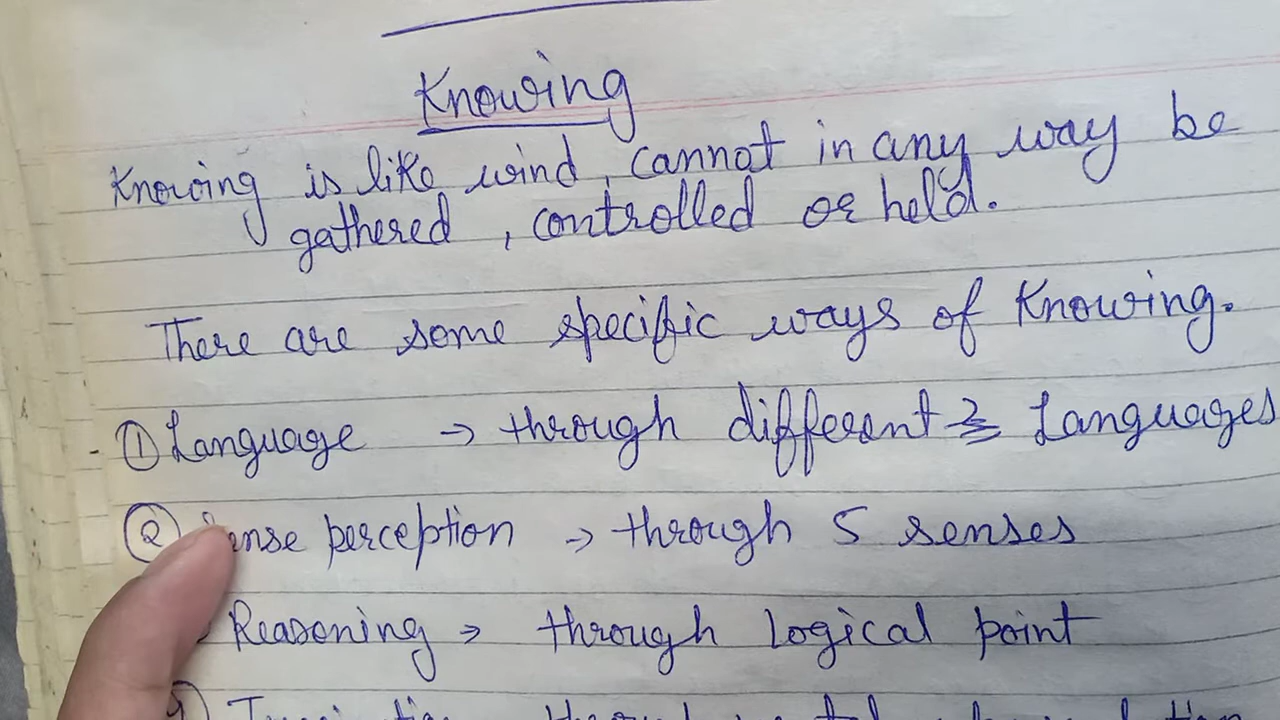 Knowing
Knowing is like wind, cannot in any way be
gathered, controlled or held.
There are some specific ways of Knowing.
① Language → through different Languages
② Sense perception → through 5 senses
Reasoning → through Logical point